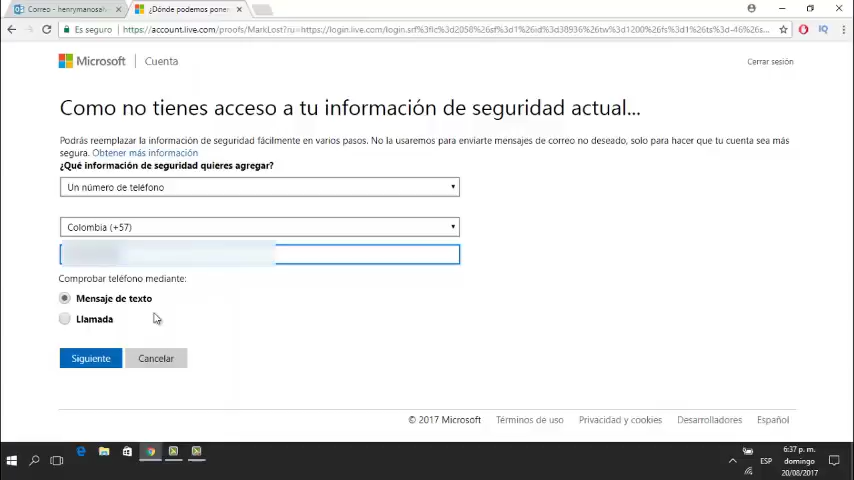 Correo - henrymanosal
¿Dónde podemos poner
Es seguro
https://account.live.com/proofs/MarkLost?ru=https://login.live.com/login.srf%3flc%3d2058%26sf%3d1%26id%3d38936%26tw%3d1200%26fs%3d1%26ts%3d-46%26s...
Microsoft
Cuenta
Cerrar sesión
Como no tienes acceso a tu información de seguridad actual...
Podrás reemplazar la información de seguridad fácilmente en varios pasos. No la usaremos para enviarte mensajes de correo no deseado, solo para hacer que tu cuenta sea más
segura. Obtener más información
¿Qué información de seguridad quieres agregar?
Un número de teléfono
Colombia (+57)
Comprobar teléfono mediante:
Mensaje de texto
Llamada
Siguiente
Cancelar
© 2017 Microsoft
Términos de uso
Privacidad y cookies
Desarrolladores
Español
6:37 p. m.
ESP
domingo
20/08/2017